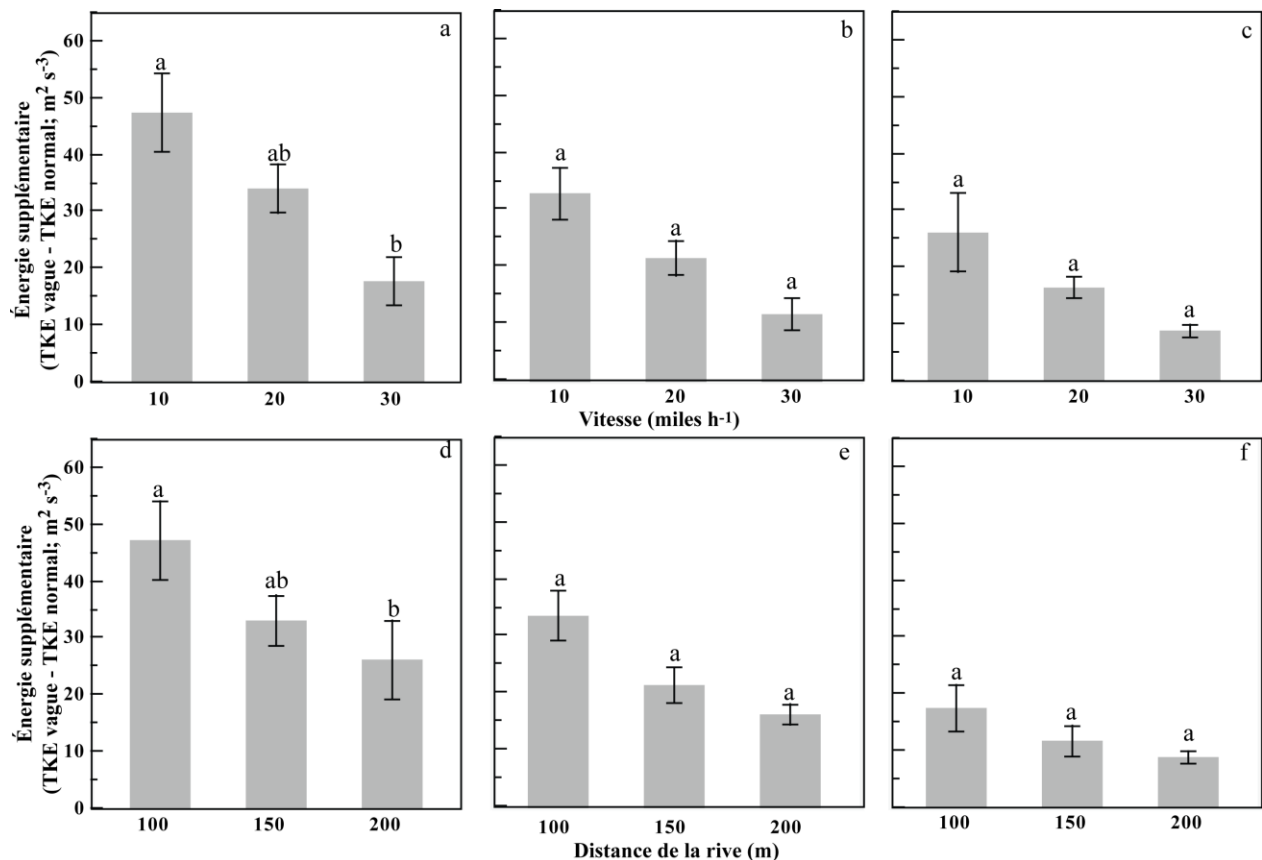 Énergie supplémentaire
(TKE vague - TKE normal; m² s⁻³)
60
50
40
30
20
10
0
a
a
ab
b
10
20
30
b
a
a
a
10
20
30
c
a
a
a
10
20
30
Vitesse (miles h⁻¹)
Énergie supplémentaire
(TKE vague - TKE normal; m² s⁻³)
60
50
40
30
20
10
0
d
a
ab
b
100
150
200
e
a
a
a
100
150
200
f
a
a
a
100
150
200
Distance de la rive (m)